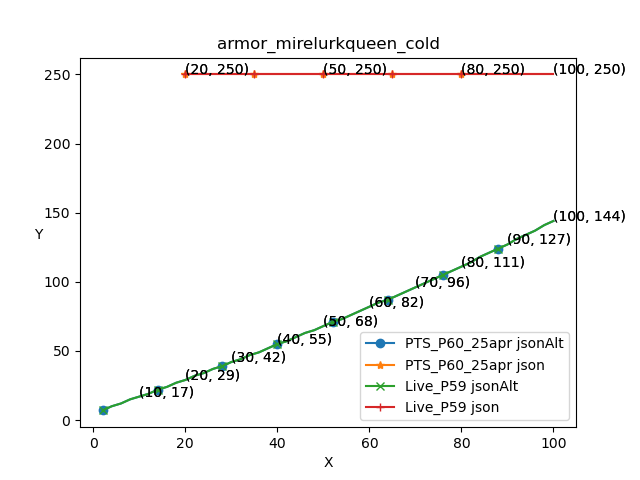 armor_mirelurkqueen_cold
250
200
150
100
50
0
Y
(20, 250)
(50, 250)
(80, 250)
(100, 250)
(100, 144)
(90, 127)
(80, 111)
(70, 96)
(60, 82)
(50, 68)
(40, 55)
(30, 42)
(20, 29)
(10, 17)
PTS_P60_25apr jsonAlt
PTS_P60_25apr json
Live_P59 jsonAlt
Live_P59 json
0 20 40 60 80 100
X